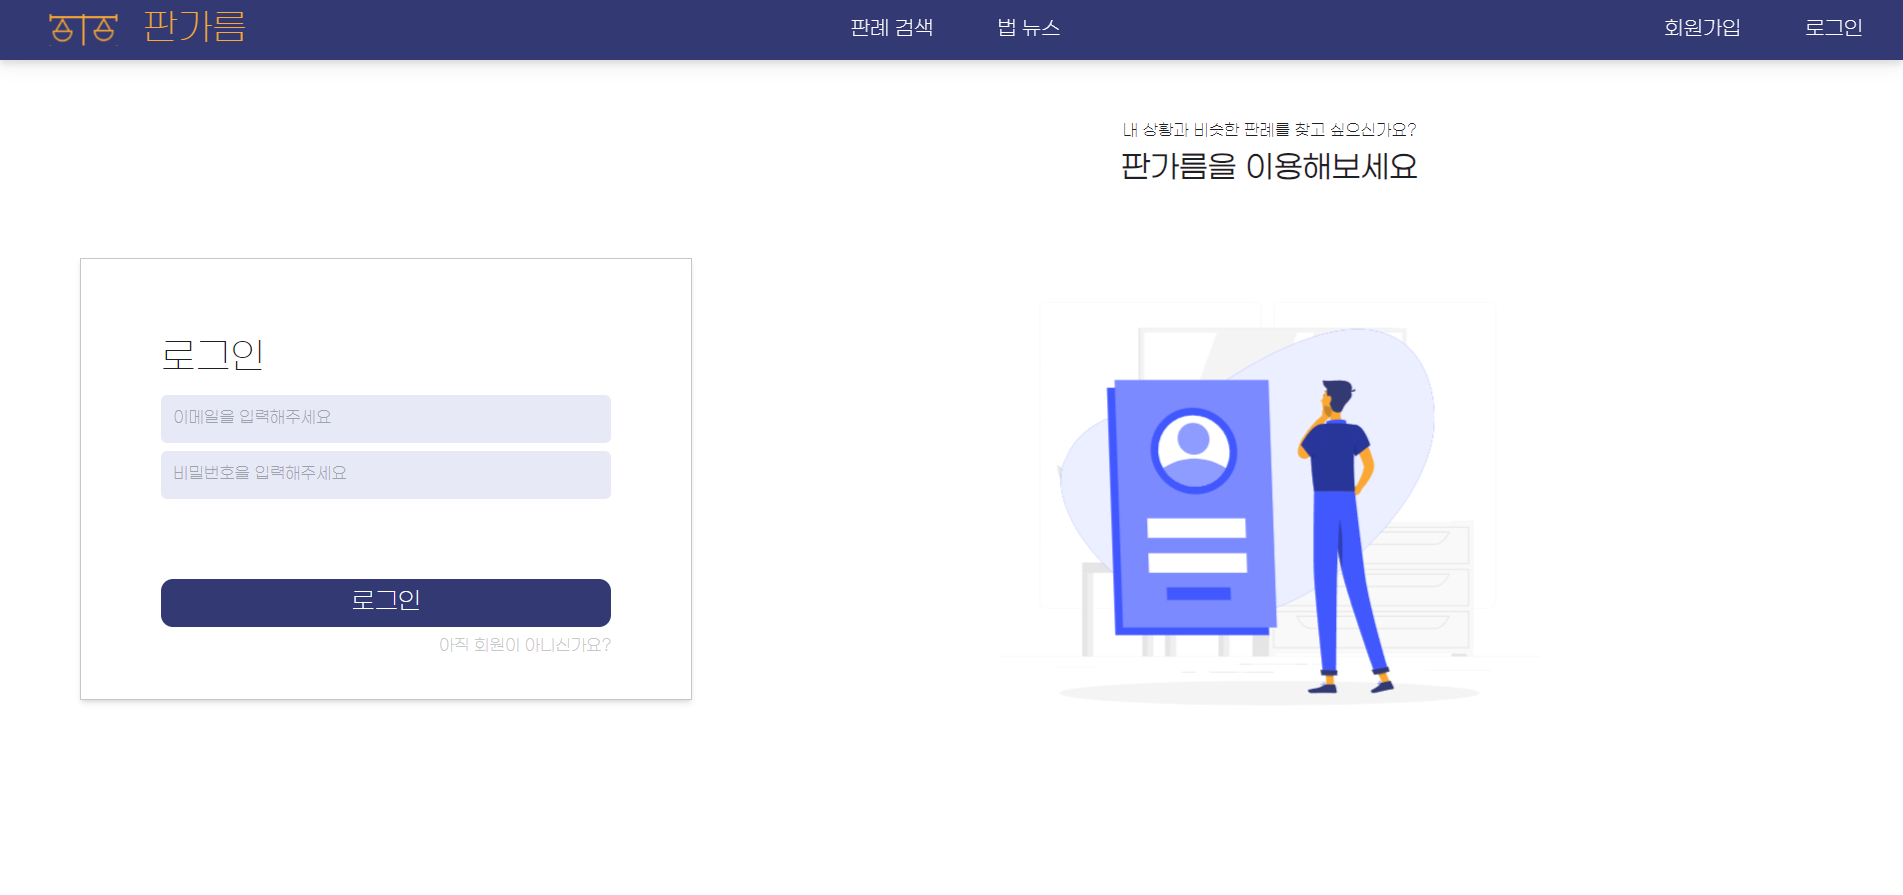 판가름
판례 검색
법 뉴스
회원가입
로그인
내 상황과 비슷한 판례를 찾고 싶으신가요?
판가름을 이용해보세요
로그인
이메일을 입력해주세요
비밀번호을 입력해주세요
로그인
아직 회원이 아니신가요?